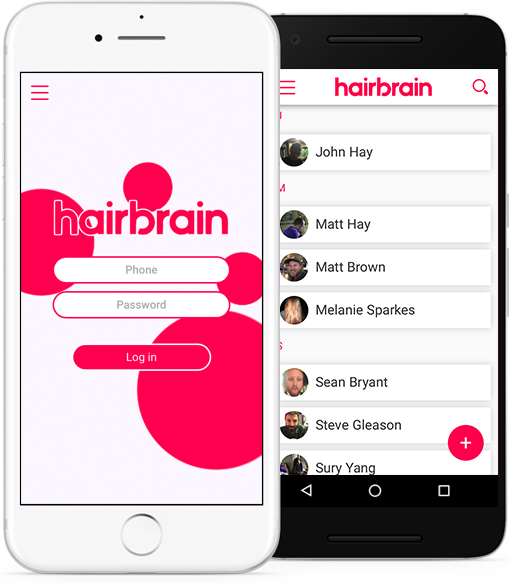 hairbrain
Phone
Password
Log in
hairbrain
J
John Hay
M
Matt Hay
Matt Brown
Melanie Sparkes
S
Sean Bryant
Steve Gleason
+
Sury Yang